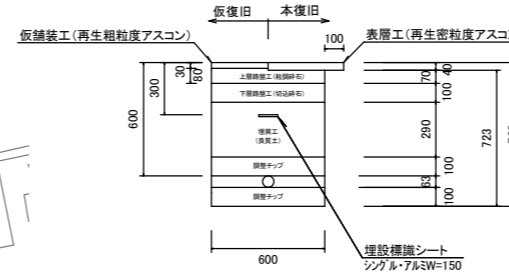 仮復旧
本復旧
仮舗装工(再生粗粒度アスコン)
100
表層工(再生密粒度アスコ
30
80
300
600
上層路盤工(粒調砕石)
下層路盤工(切込砕石)
埋戻工
(良質土)
調整チップ
調整チップ
40
70
100
290
100
63
100
723
600
埋設標識シート
シングル・アルミW=150